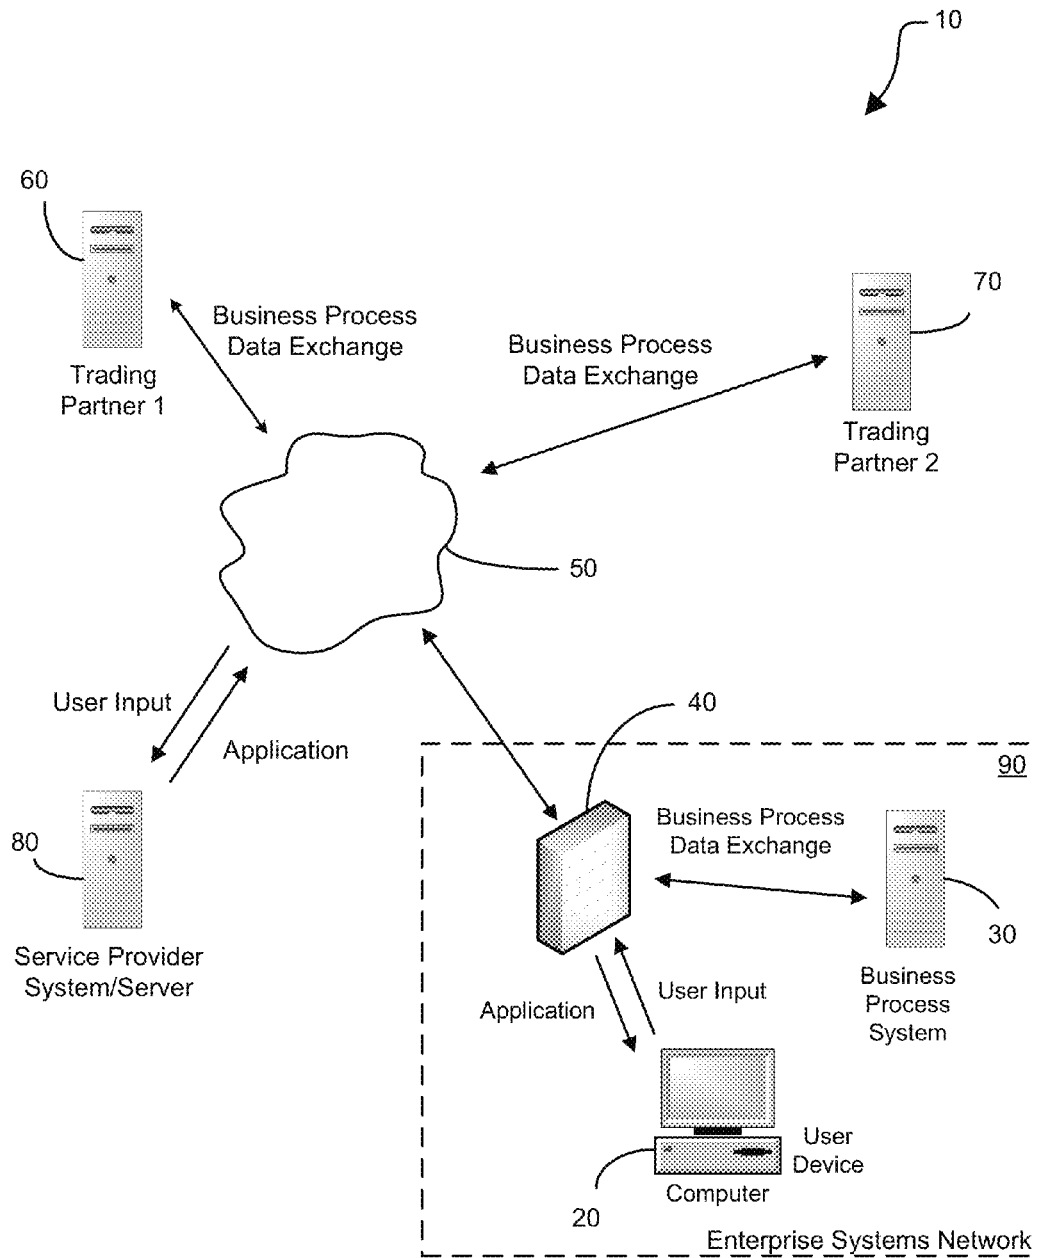 10
60
70
Business Process
Data Exchange
Business Process
Data Exchange
Trading
Partner 1
Trading
Partner 2
50
User Input
Application
40
90
80
Business Process
Data Exchange
30
Service Provider
System/Server
Application
User Input
Business
Process
System
User
Device
Computer
20
Enterprise Systems Network